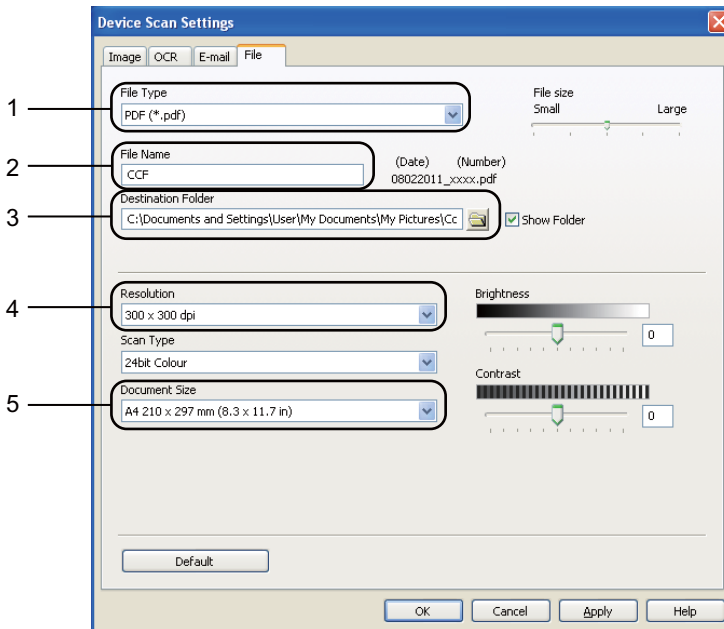 Device Scan Settings
Image OCR E-mail File
1 File Type File size
PDF (*.pdf) Small Large
2 File Name (Date) (Number)
CCF 08022011_xxxx.pdf
3 Destination Folder
C:\Documents and Settings\User\My Documents\My Pictures\Cc Show Folder
4 Resolution Brightness
300 x 300 dpi 0
Scan Type
24bit Colour Contrast
5 Document Size
A4 210 x 297 mm (8.3 x 11.7 in) 0
Default
OK Cancel Apply Help